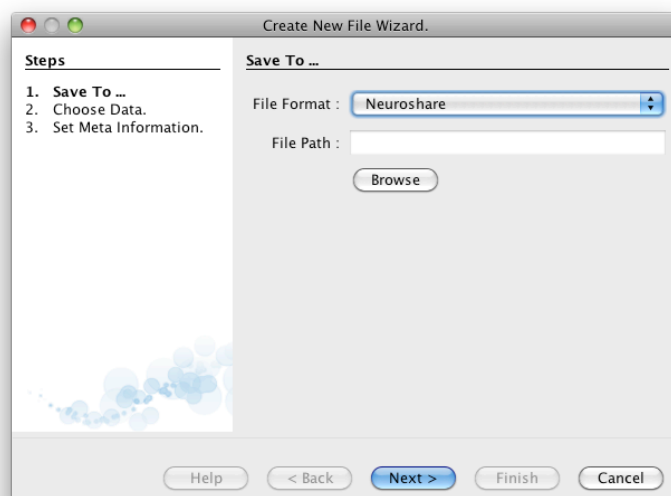 Create New File Wizard.
Steps
1. Save To ...
2. Choose Data.
3. Set Meta Information.
Save To ...
File Format : Neuroshare
File Path :
Browse
Help < Back Next > Finish Cancel